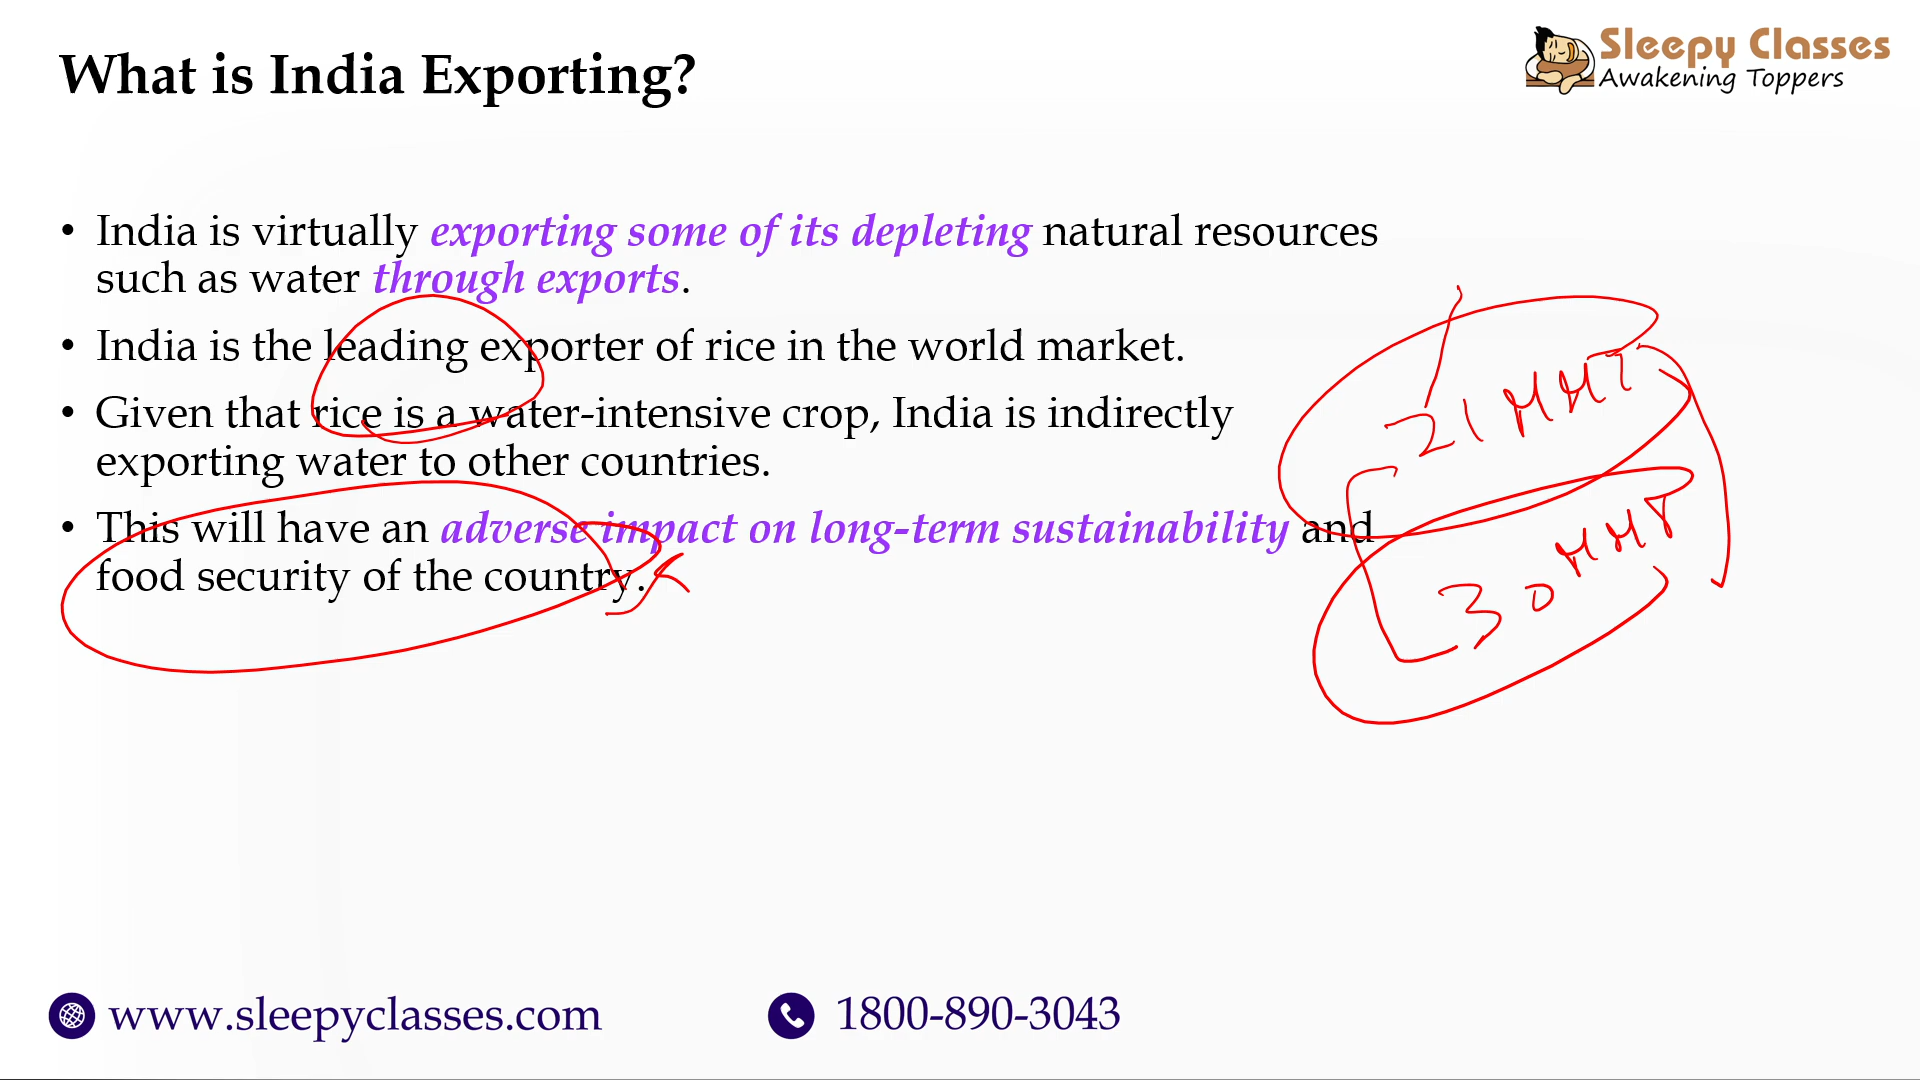 What is India Exporting?
Sleepy Classes
Awakening Toppers
• India is virtually exporting some of its depleting natural resources
such as water through exports.
• India is the leading exporter of rice in the world market.
• Given that rice is a water-intensive crop, India is indirectly
exporting water to other countries.
• This will have an adverse impact on long-term sustainability and
food security of the country.
21 MMT
30 MMT
www.sleepyclasses.com
1800-890-3043